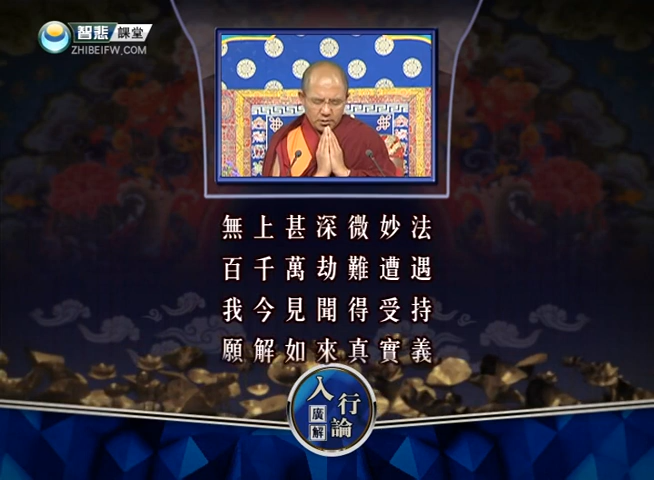 智悲課堂
ZHIBEIFW.COM
無上甚深微妙法
百千萬劫難遭遇
我今見聞得受持
願解如來真實義
入行論
廣解